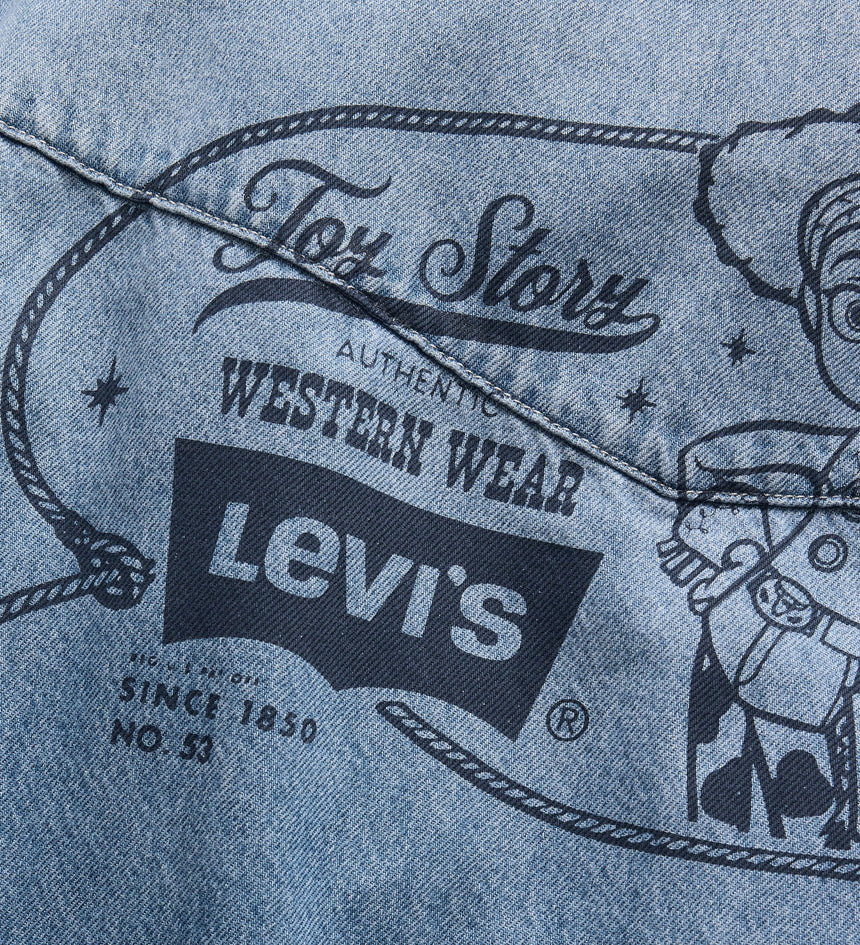 Toy Story
AUTHENTIC
WESTERN WEAR
Levi's
®
SINCE 1850
NO. 53